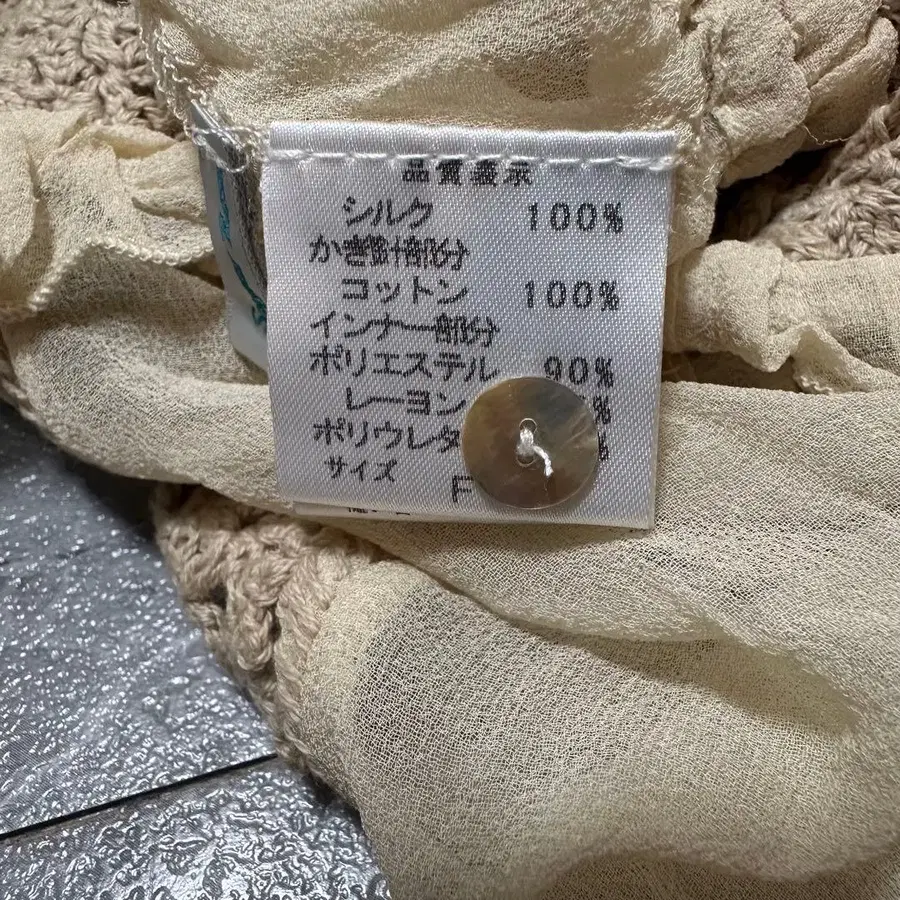 品質表示
シルク 100%
かぎ針部分
コットン 100%
インナー部分
ポリエステル 90%
レーヨン %
ポリウレタ %
サイズ
F